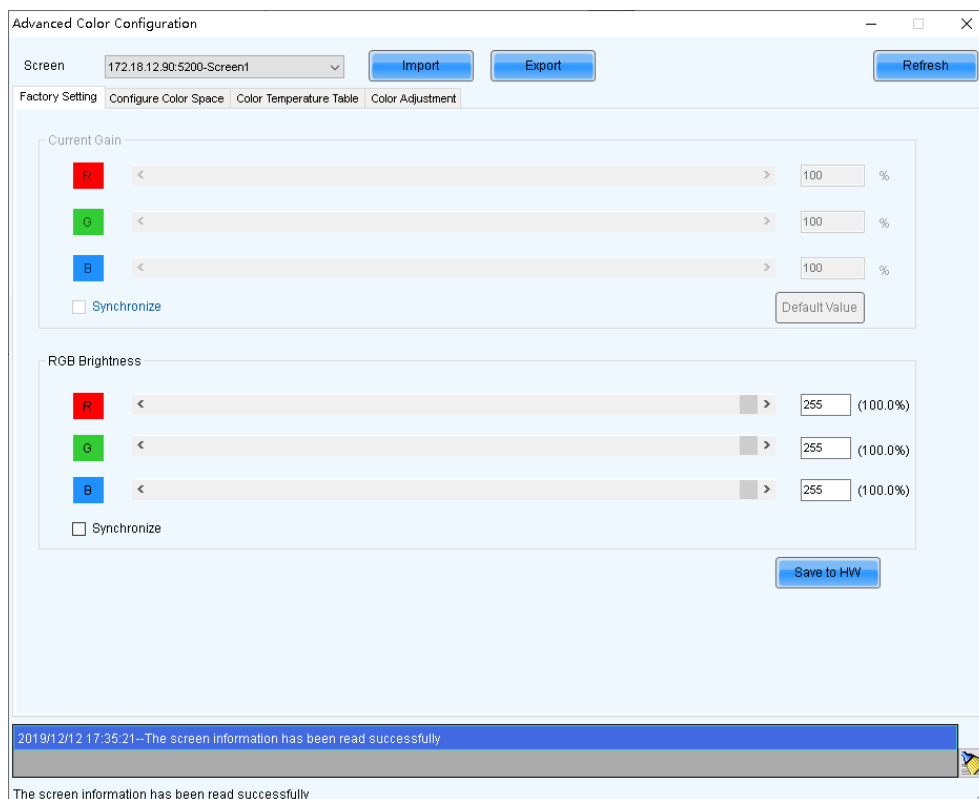 Advanced Color Configuration
Screen 172.18.12.90:5200-Screen1 Import Export Refresh
Factory Setting Configure Color Space Color Temperature Table Color Adjustment
Current Gain
R 100 %
G 100 %
B 100 %
Synchronize Default Value
RGB Brightness
R 255 (100.0%)
G 255 (100.0%)
B 255 (100.0%)
Synchronize
Save to HW
2019/12/12 17:35:21--The screen information has been read successfully
The screen information has been read successfully